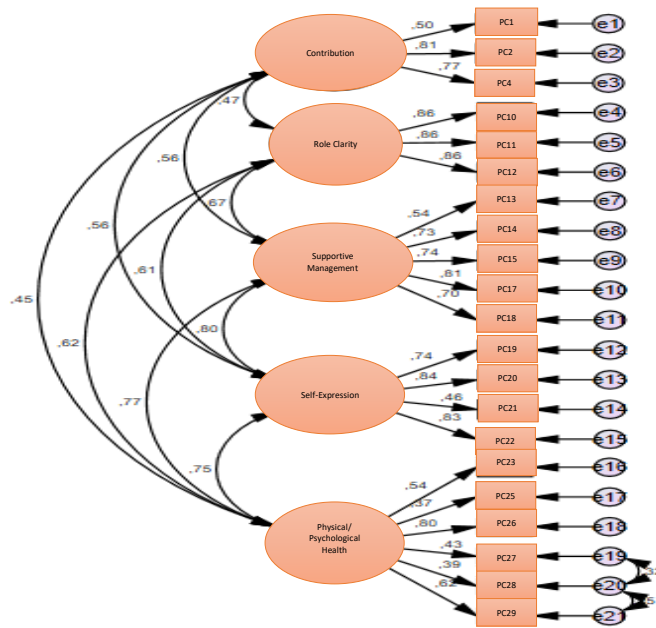 Contribution
Role Clarity
Supportive
Management
Self-Expression
Physical/
Psychological
Health
,50
,81
,77
,47
,86
,86
,86
,56
,67
,54
,73
,74
,81
,70
,56
,61
,80
,45
,62
,77
,74
,84
,46
,83
,75
,54
,37
,80
,43
,39
,62
PC1
PC2
PC4
PC10
PC11
PC12
PC13
PC14
PC15
PC17
PC18
PC19
PC20
PC21
PC22
PC23
PC25
PC26
PC27
PC28
PC29
e1
e2
e3
e4
e5
e6
e7
e8
e9
e10
e11
e12
e13
e14
e15
e16
e17
e18
e19
e20
e21